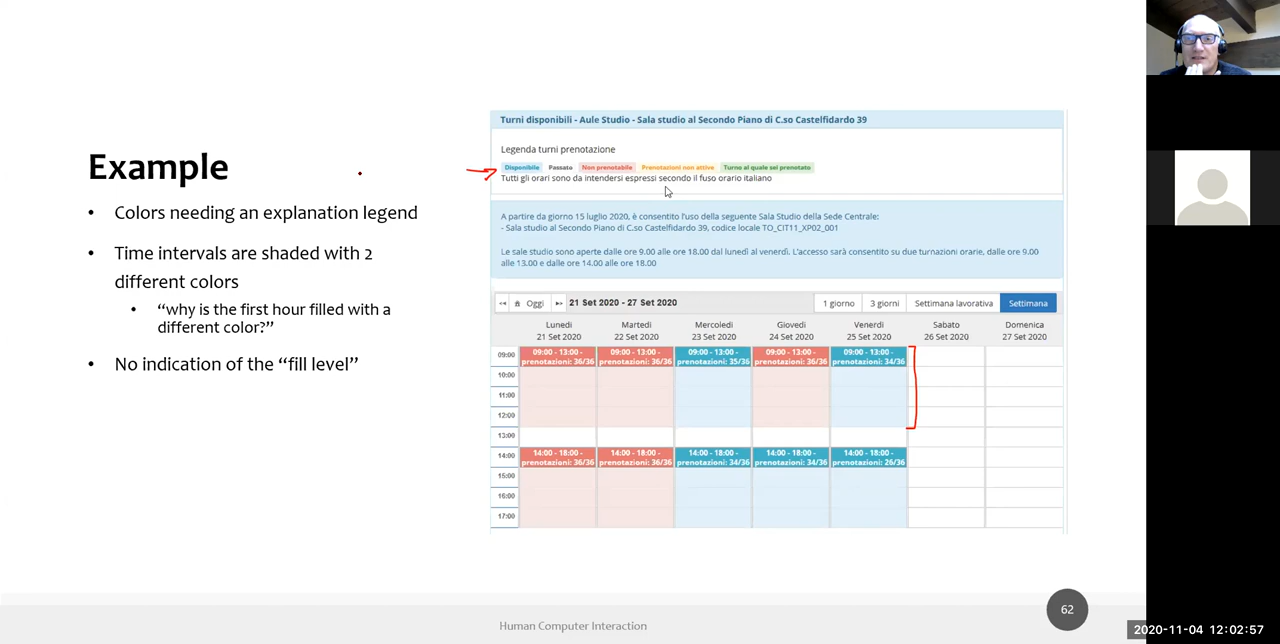 Example
• Colors needing an explanation legend
• Time intervals are shaded with 2
different colors
• “why is the first hour filled with a
different color?”
• No indication of the “fill level”
Turni disponibili - Aule Studio - Sala studio al Secondo Piano di C.so Castelfidardo 39
Legenda turni prenotazione
Disponibile Passato Non prenotabile Prenotazioni non attive Turno al quale sei prenotato
Tutti gli orari sono da intendersi espressi secondo il fuso orario italiano
A partire da giorno 15 luglio 2020, è consentito l'uso della seguente Sala Studio della Sede Centrale:
- Sala studio al Secondo Piano di C.so Castelfidardo 39, codice locale TO_CIT11_XP02_001
Le sale studio sono aperte dalle ore 9.00 alle ore 18.00 dal lunedì al venerdì. L'accesso sarà consentito su due turnazioni orarie, dalle ore 9.00
alle 13.00 e dalle ore 14.00 alle ore 18.00
Oggi 21 Set 2020 - 27 Set 2020 1 giorno 3 giorni Settimana lavorativa Settimana
Lunedì Martedì Mercoledì Giovedì Venerdì Sabato Domenica
21 Set 2020 22 Set 2020 23 Set 2020 24 Set 2020 25 Set 2020 26 Set 2020 27 Set 2020
09:00 09:00 - 13:00 - 09:00 - 13:00 - 09:00 - 13:00 - 09:00 - 13:00 - 09:00 - 13:00 -
prenotazioni: 36/36 prenotazioni: 36/36 prenotazioni: 35/36 prenotazioni: 36/36 prenotazioni: 34/36
10:00
11:00
12:00
13:00
14:00 14:00 - 18:00 - 14:00 - 18:00 - 14:00 - 18:00 - 14:00 - 18:00 - 14:00 - 18:00 -
prenotazioni: 36/36 prenotazioni: 36/36 prenotazioni: 34/36 prenotazioni: 34/36 prenotazioni: 26/36
15:00
16:00
17:00
Human Computer Interaction
62
2020-11-04 12:02:57